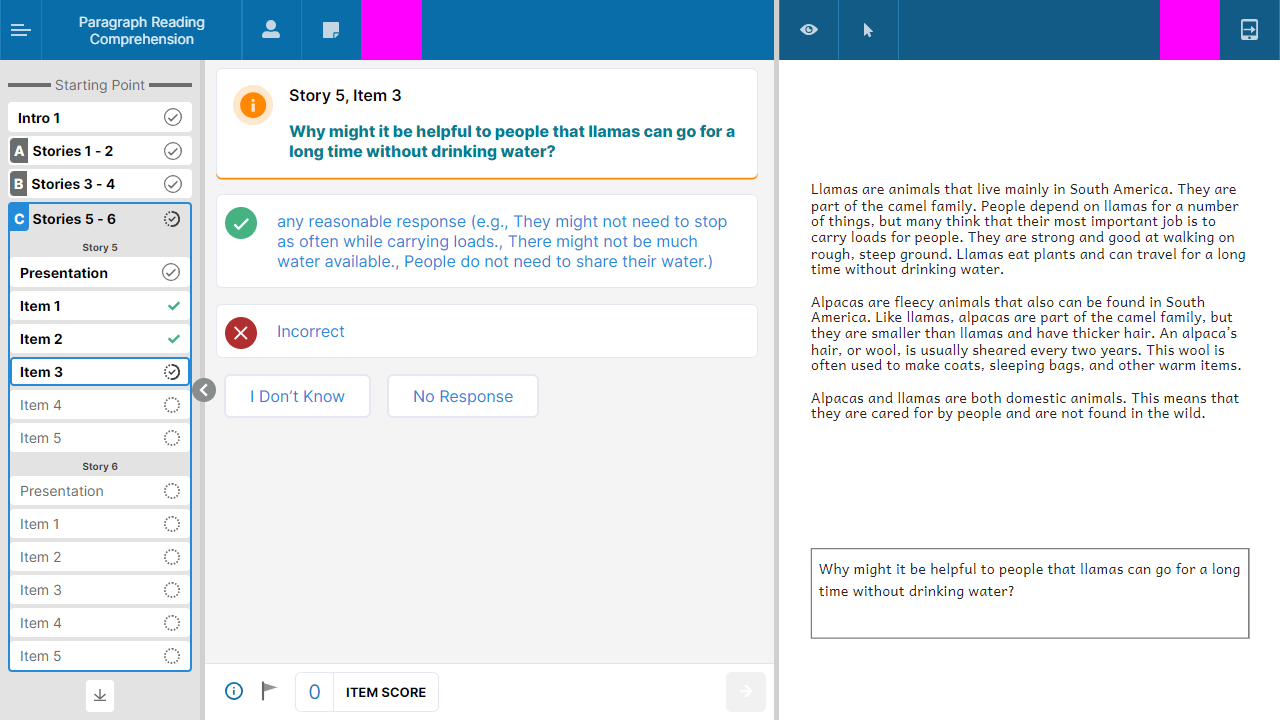 Paragraph Reading
Comprehension
Starting Point
Intro 1
A Stories 1 - 2
B Stories 3 - 4
C Stories 5 - 6
Story 5
Presentation
Item 1
Item 2
Item 3
Item 4
Item 5
Story 6
Presentation
Item 1
Item 2
Item 3
Item 4
Item 5
Story 5, Item 3
Why might it be helpful to people that llamas can go for a
long time without drinking water?
any reasonable response (e.g., They might not need to stop
as often while carrying loads., There might not be much
water available., People do not need to share their water.)
Incorrect
I Don't Know
No Response
0 ITEM SCORE
Llamas are animals that live mainly in South America. They are
part of the camel family. People depend on llamas for a number
of things, but many think that their most important job is to
carry loads for people. They are strong and good at walking on
rough, steep ground. Llamas eat plants and can travel for a long
time without drinking water.
Alpacas are fleecy animals that also can be found in South
America. Like llamas, alpacas are part of the camel family, but
they are smaller than llamas and have thicker hair. An alpaca's
hair, or wool, is usually sheared every two years. This wool is
often used to make coats, sleeping bags, and other warm items.
Alpacas and llamas are both domestic animals. This means that
they are cared for by people and are not found in the wild.
Why might it be helpful to people that llamas can go for a long
time without drinking water?